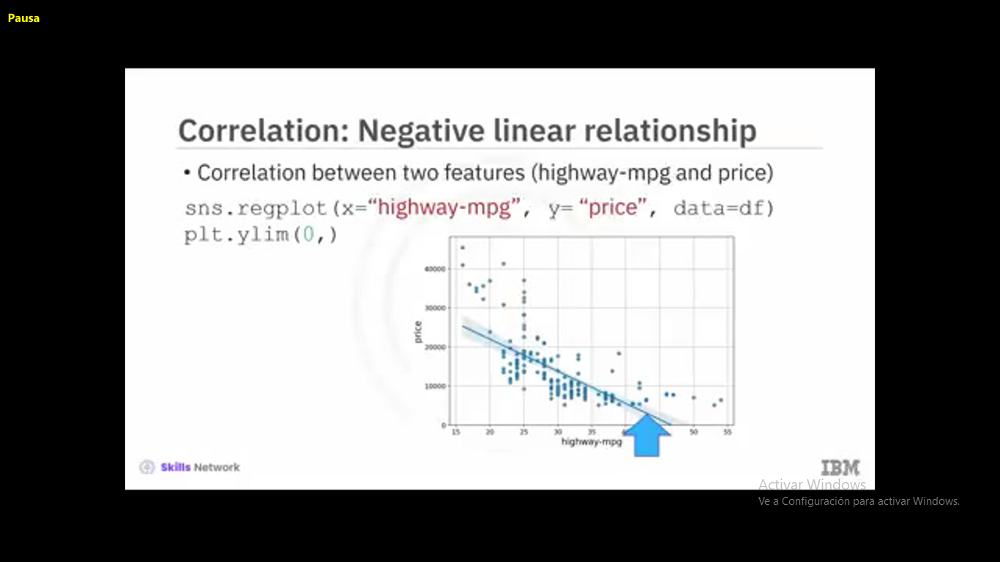 Pausa
Correlation: Negative linear relationship
• Correlation between two features (highway-mpg and price)
sns.regplot(x=“highway-mpg”, y= “price”, data=df)
plt.ylim(0,)
40000
30000
20000
10000
0
price
15 20 25 30 35 50 55
highway-mpg
Skills Network
IBM
Activar Windows
Ve a Configuración para activar Windows.